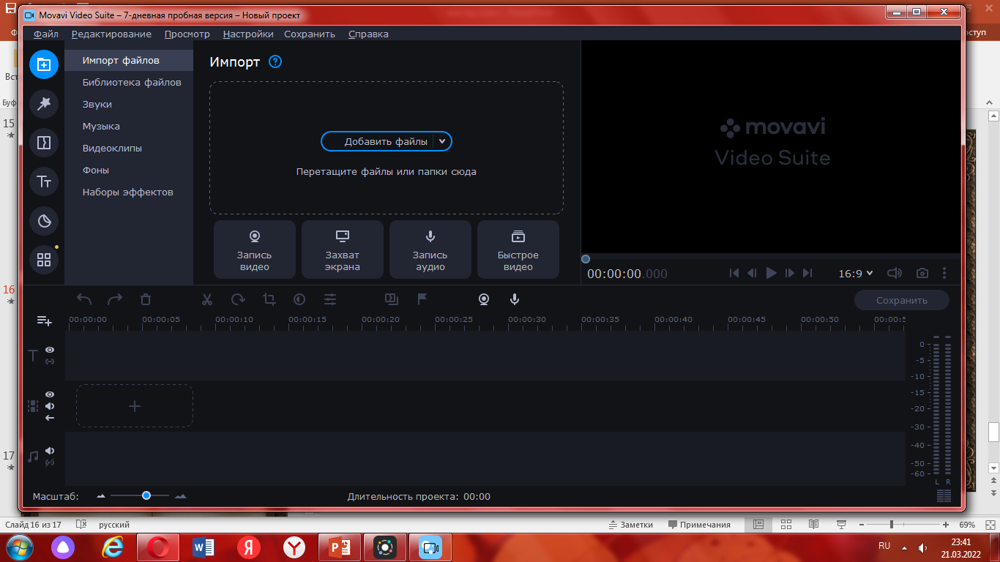 Movavi Video Suite – 7-дневная пробная версия – Новый проект
Файл Редактирование Просмотр Настройки Сохранить Справка
Импорт файлов
Библиотека файлов
Звуки
Музыка
Видеоклипы
Фоны
Наборы эффектов
Импорт ?
Добавить файлы
Перетащите файлы или папки сюда
Запись
видео
Захват
экрана
Запись
аудио
Быстрое
видео
movavi
Video Suite
00:00:00.000
16:9
Сохранить
00:00:00 00:00:05 00:00:10 00:00:15 00:00:20 00:00:25 00:00:30 00:00:35 00:00:40 00:00:45 00:00:50 00:00:5
0
-5
-10
-15
-20
-30
-40
-50
-60
L R
Масштаб:
Длительность проекта: 00:00
15
16
17
Слайд 16 из 17 русский
Заметки Примечания 69%
RU
23:41
21.03.2022